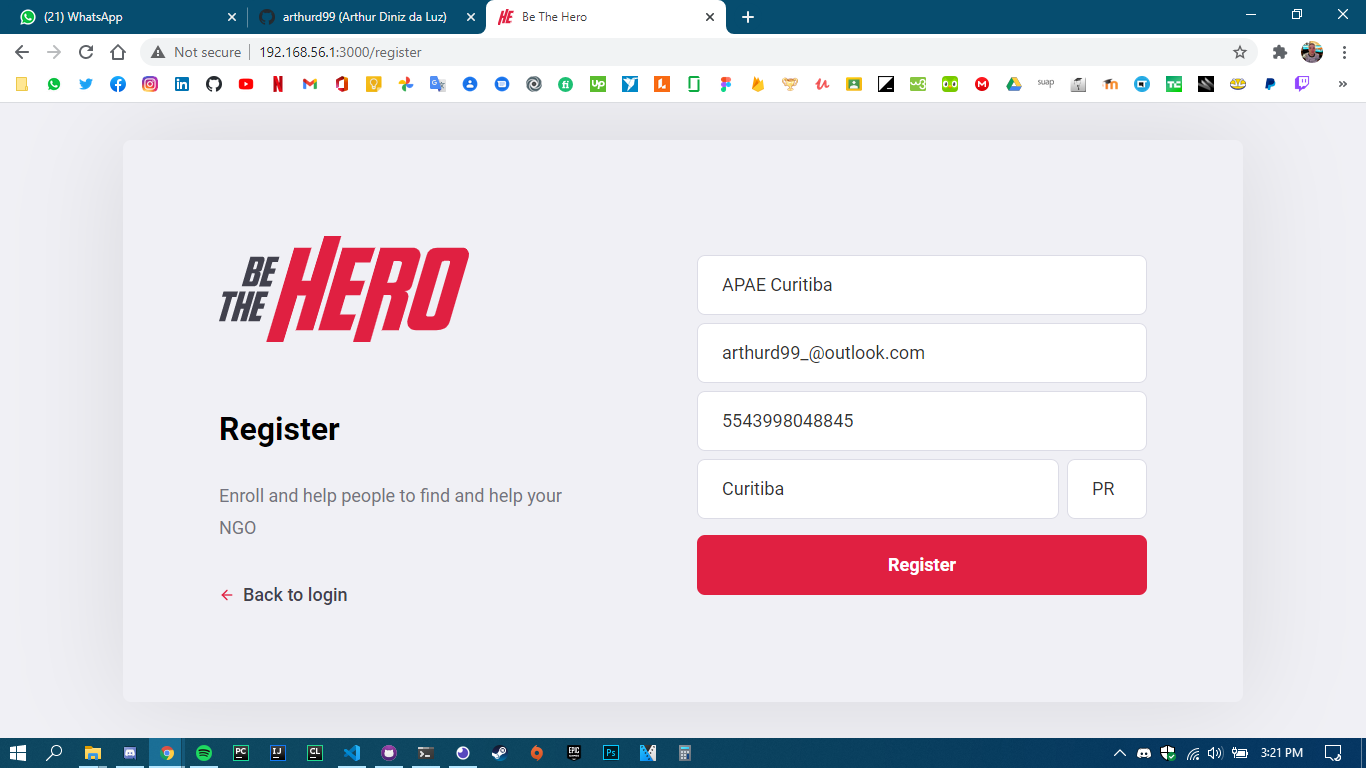 (21) WhatsApp
arthurd99 (Arthur Diniz da Luz)
Be The Hero
Not secure
192.168.56.1:3000/register
suap
BE
THE
HERO
Register
Enroll and help people to find and help your
NGO
Back to login
APAE Curitiba
arthurd99_@outlook.com
5543998048845
Curitiba
PR
Register
3:21 PM